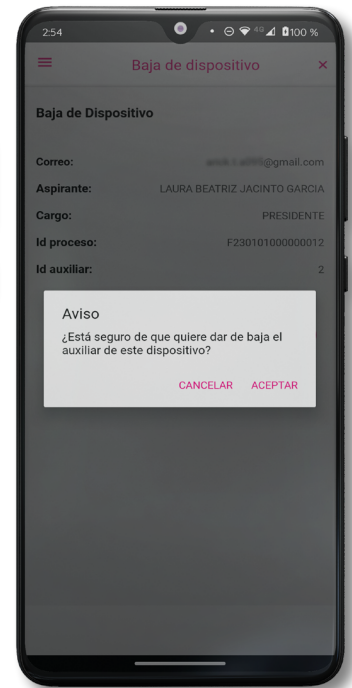 2:54 4G 100 %
Baja de dispositivo ×
Baja de Dispositivo
Correo: @gmail.com
Aspirante: LAURA BEATRIZ JACINTO GARCIA
Cargo: PRESIDENTE
Id proceso: F230101000000012
Id auxiliar: 2
Aviso
¿Está seguro de que quiere dar de baja el
auxiliar de este dispositivo?
CANCELAR ACEPTAR